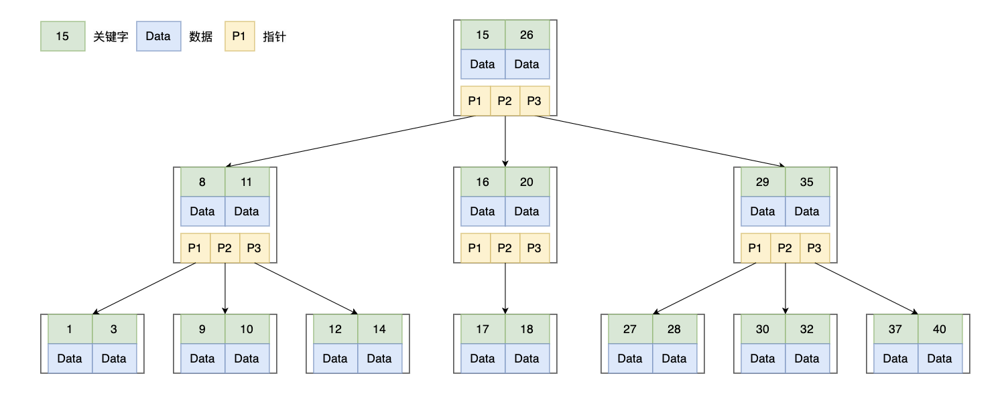 15 关键字 Data 数据 P1 指针
15 26
Data Data
P1 P2 P3
8 11 16 20 29 35
Data Data Data Data Data Data
P1 P2 P3 P1 P2 P3 P1 P2 P3
1 3 9 10 12 14 17 18 27 28 30 32 37 40
Data Data Data Data Data Data Data Data Data Data Data Data Data Data